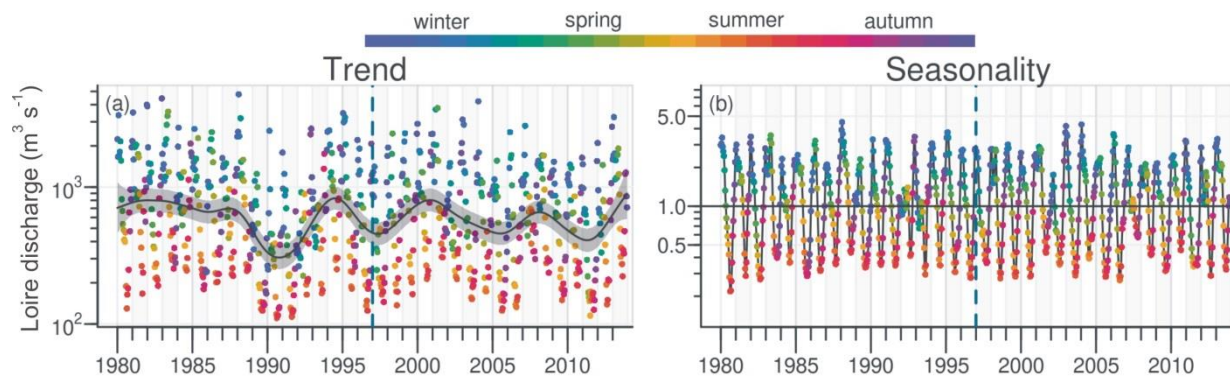 winter spring summer autumn
Trend Seasonality
(a) (b)
Loire discharge (m³ s⁻¹)
10³
10²
5.0
1.0
0.5
1980 1985 1990 1995 2000 2005 2010
1980 1985 1990 1995 2000 2005 2010